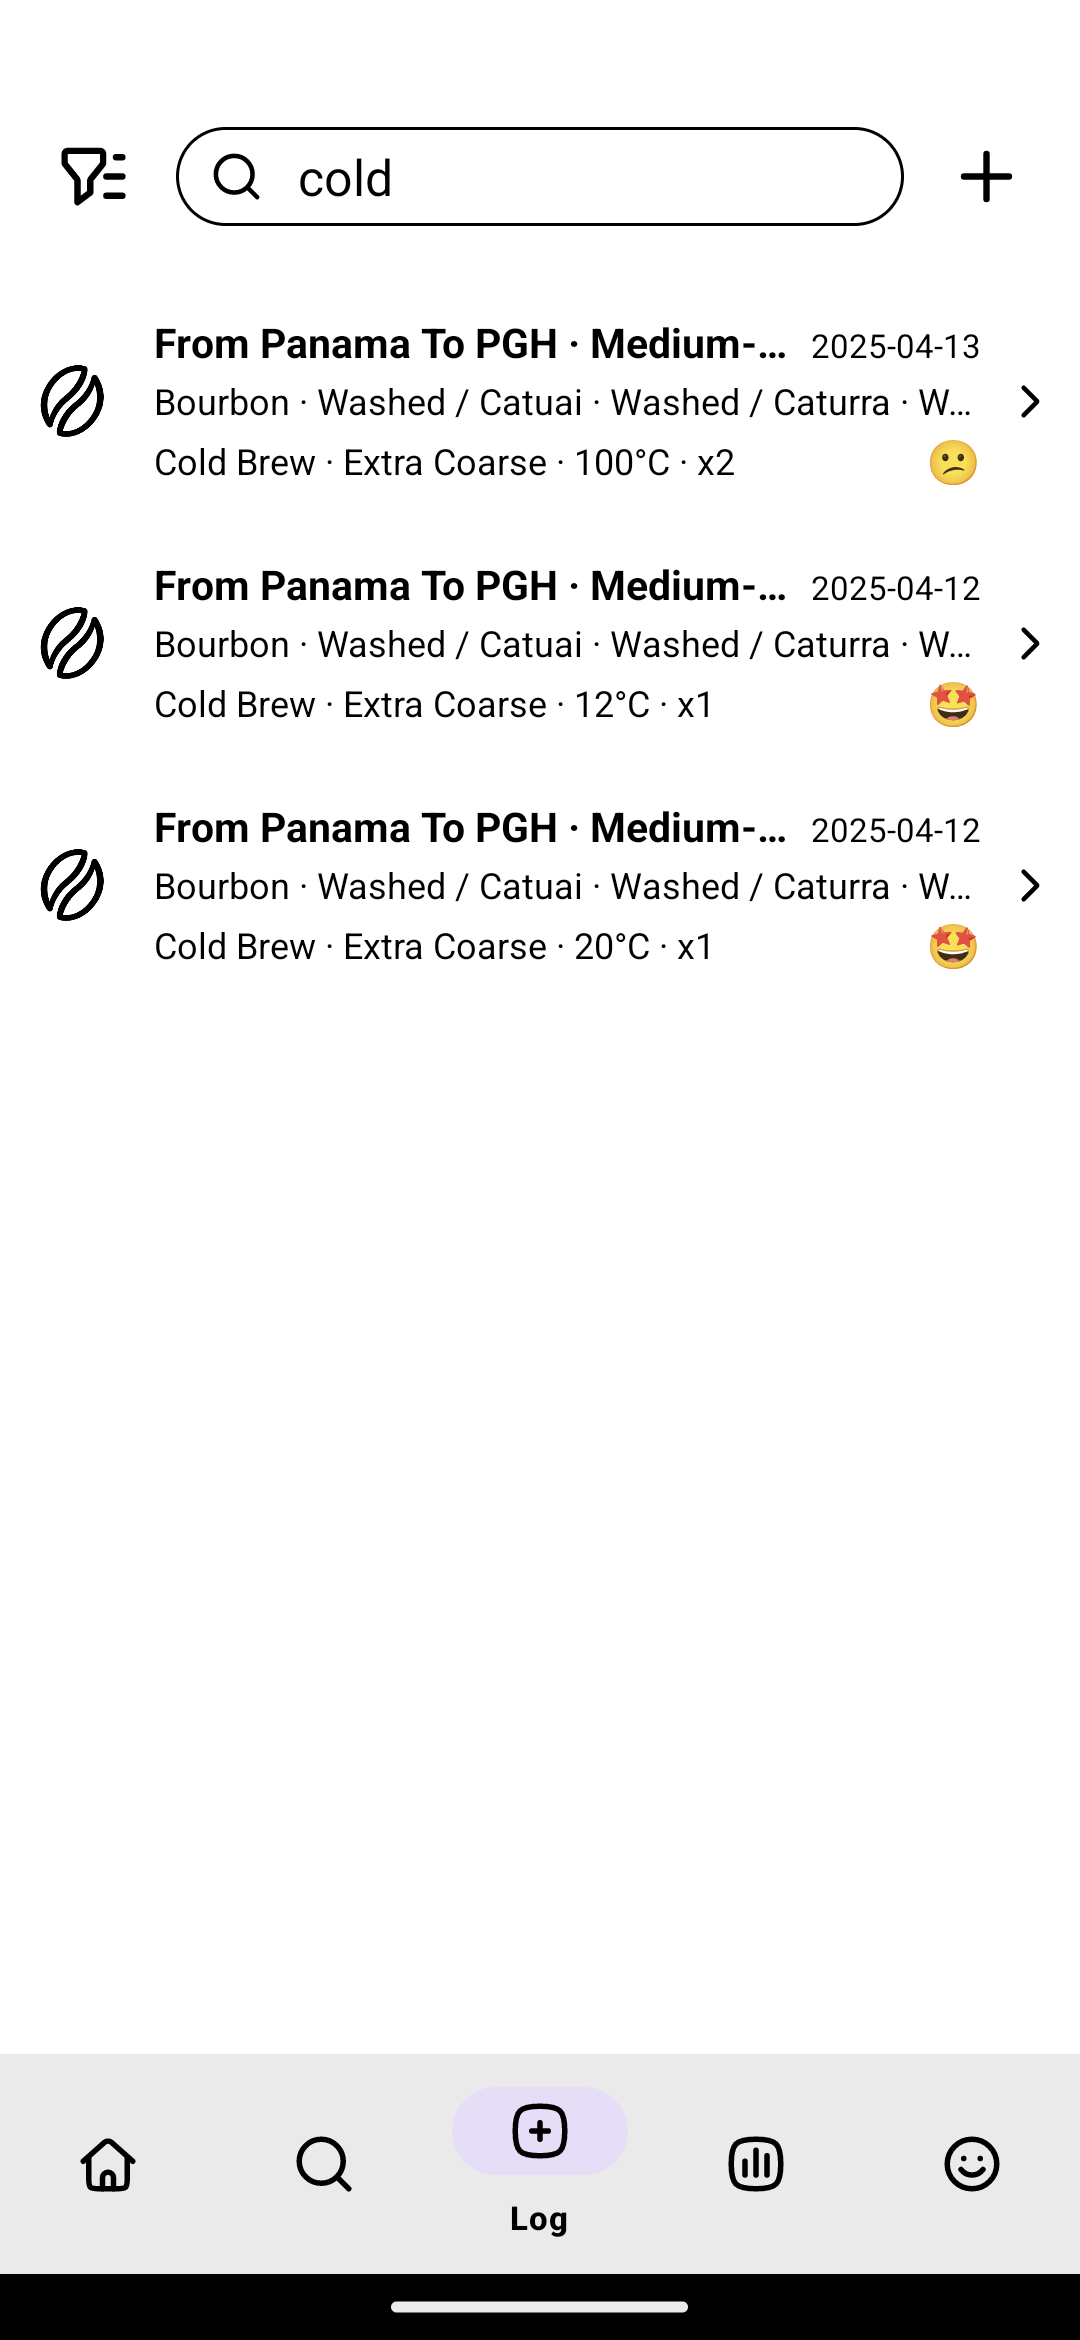 cold
From Panama To PGH · Medium-... 2025-04-13
Bourbon · Washed / Catuai · Washed / Caturra · W...
Cold Brew · Extra Coarse · 100°C · x2 😕
From Panama To PGH · Medium-... 2025-04-12
Bourbon · Washed / Catuai · Washed / Caturra · W...
Cold Brew · Extra Coarse · 12°C · x1 🤩
From Panama To PGH · Medium-... 2025-04-12
Bourbon · Washed / Catuai · Washed / Caturra · W...
Cold Brew · Extra Coarse · 20°C · x1 🤩
Log